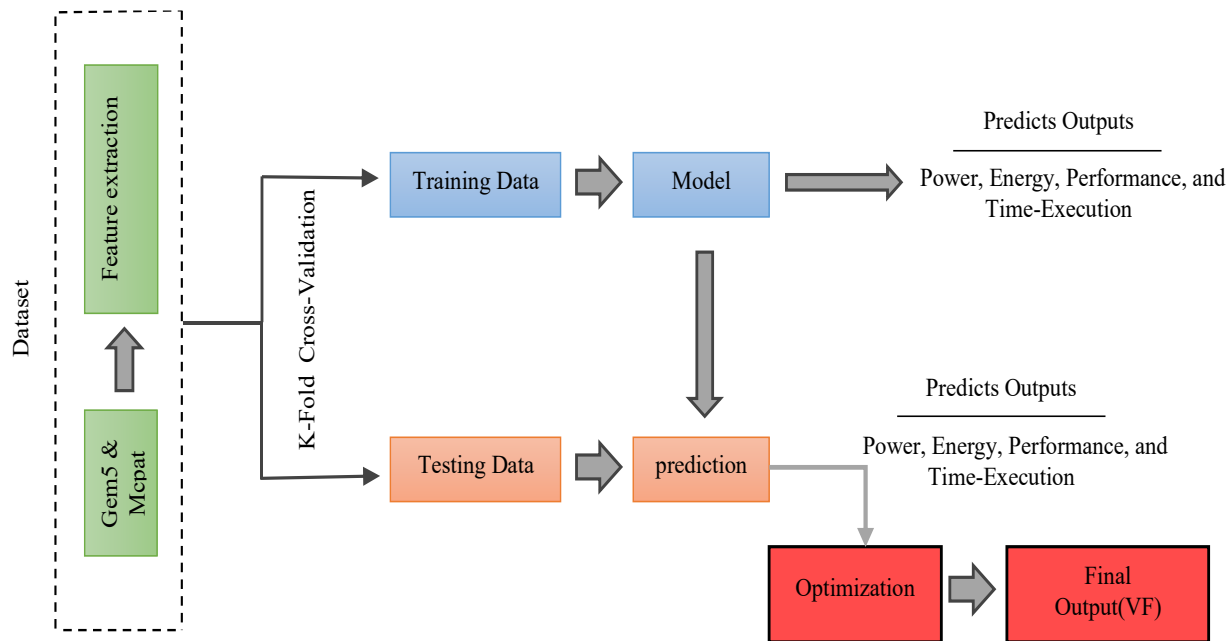 Dataset
Feature extraction
Gem5 &
Mcpat
K-Fold Cross-Validation
Training Data
Model
Predicts Outputs
Power, Energy, Performance, and
Time-Execution
Testing Data
prediction
Predicts Outputs
Power, Energy, Performance, and
Time-Execution
Optimization
Final
Output(VF)